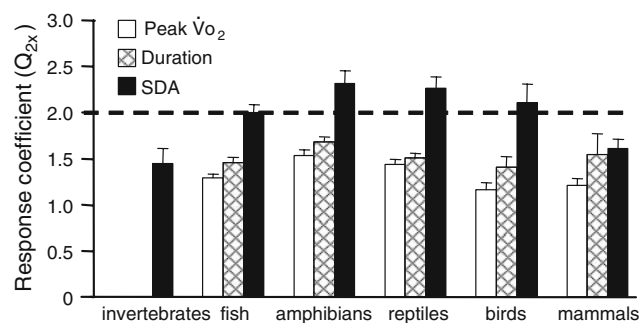 Response coefficient (Q2x)
3.0
2.5
2.0
1.5
1.0
0.5
0
Peak V̇o2
Duration
SDA
invertebrates fish amphibians reptiles birds mammals